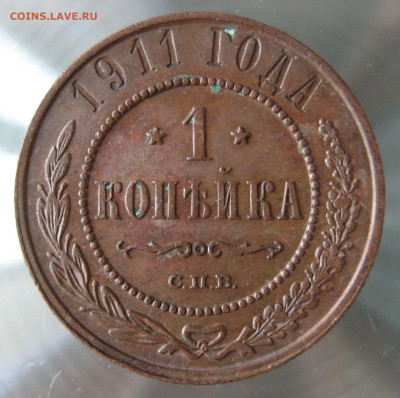 COINS.LAVE.RU
1911 ГОДА
* 1 *
КОПѢЙКА
С.П.Б.